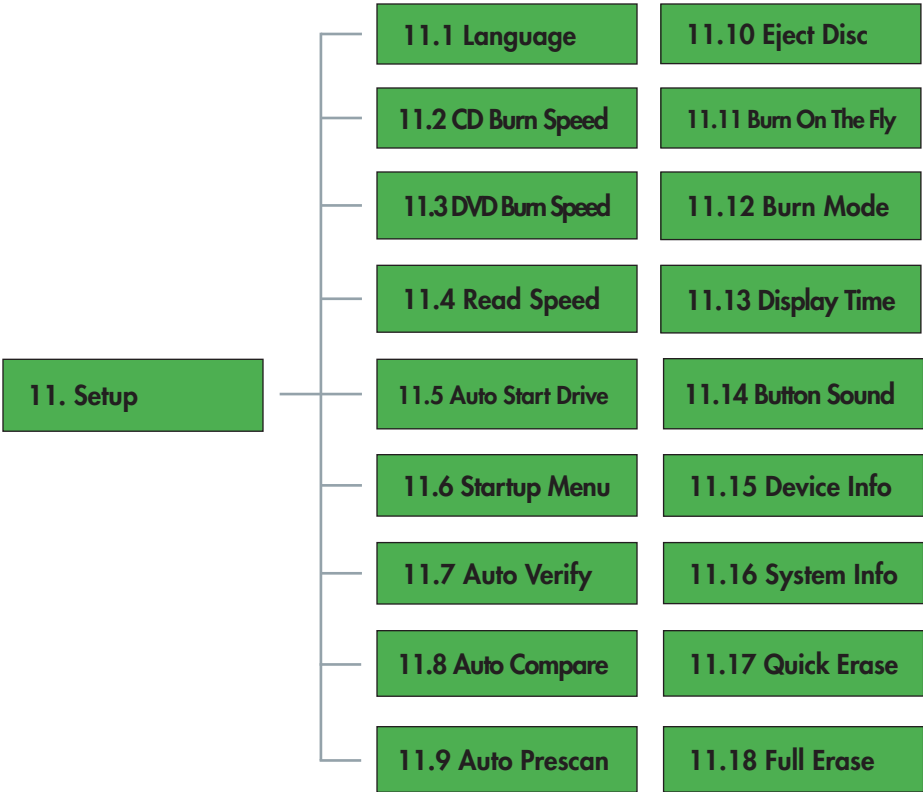 11. Setup
11.1 Language
11.2 CD Burn Speed
11.3 DVD Burn Speed
11.4 Read Speed
11.5 Auto Start Drive
11.6 Startup Menu
11.7 Auto Verify
11.8 Auto Compare
11.9 Auto Prescan
11.10 Eject Disc
11.11 Burn On The Fly
11.12 Burn Mode
11.13 Display Time
11.14 Button Sound
11.15 Device Info
11.16 System Info
11.17 Quick Erase
11.18 Full Erase